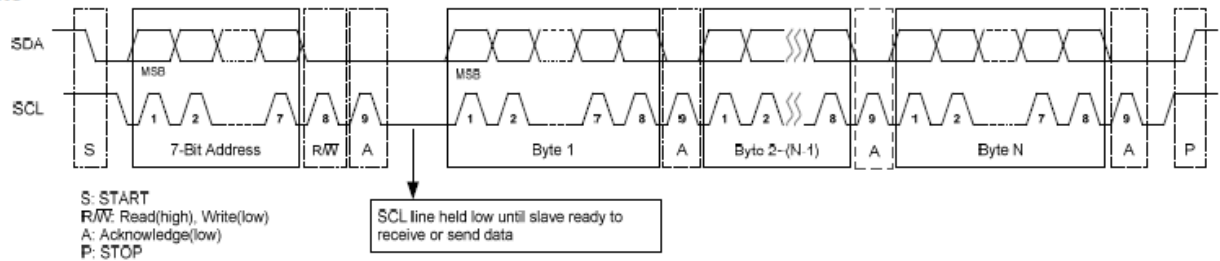 SDA
MSB
MSB
SCL
1 2 7 8 9 1 2 7 8 9 1 2 8 9 1 2 7 8 9
S 7-Bit Address R/W̅ A Byte 1 A Byte 2~(N-1) A Byte N A P
S: START
R/W̅: Read(high), Write(low)
A: Acknowledge(low)
P: STOP
SCL line held low until slave ready to
receive or send data